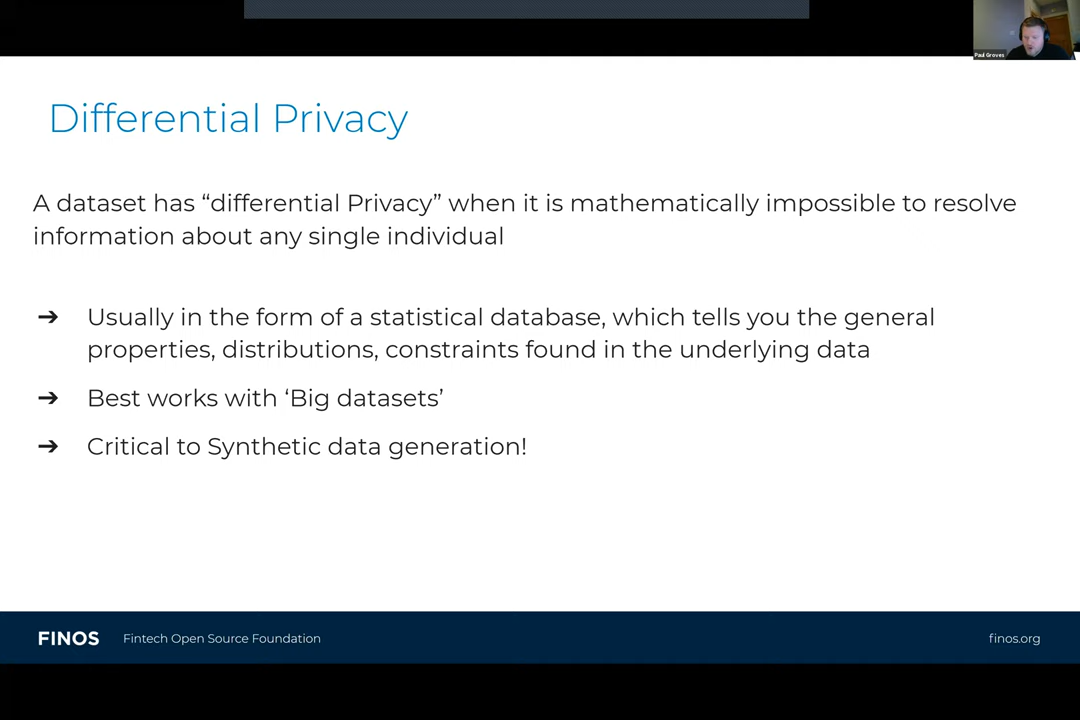 Paul Groves
Differential Privacy
A dataset has “differential Privacy” when it is mathematically impossible to resolve
information about any single individual
➔ Usually in the form of a statistical database, which tells you the general
properties, distributions, constraints found in the underlying data
➔ Best works with ‘Big datasets’
➔ Critical to Synthetic data generation!
FINOS Fintech Open Source Foundation finos.org